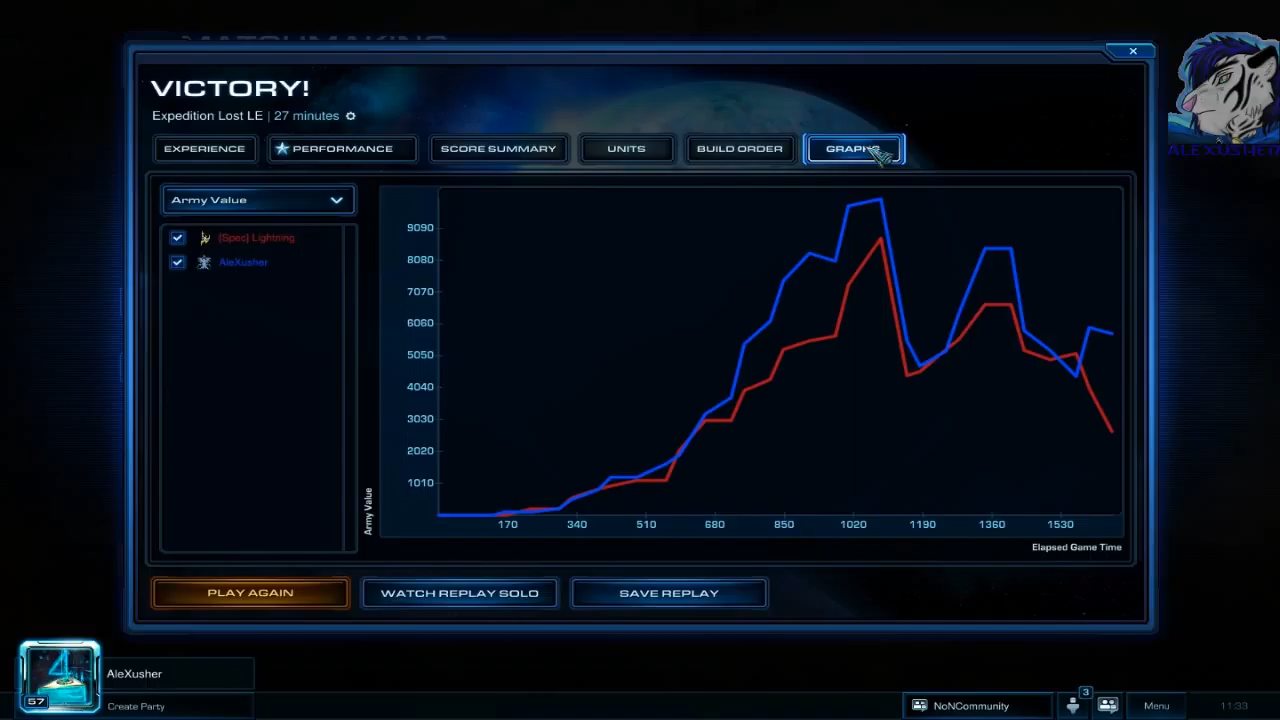 VICTORY!
Expedition Lost LE | 27 minutes
EXPERIENCE
PERFORMANCE
SCORE SUMMARY
UNITS
BUILD ORDER
GRAPHS
Army Value
[Spec] Lightning
AleXusher
9090
8080
7070
6060
5050
4040
3030
2020
1010
Army Value
170 340 510 680 850 1020 1190 1360 1530
Elapsed Game Time
PLAY AGAIN
WATCH REPLAY SOLO
SAVE REPLAY
57
AleXusher
Create Party
NoNCommunity
3
Menu
11:33